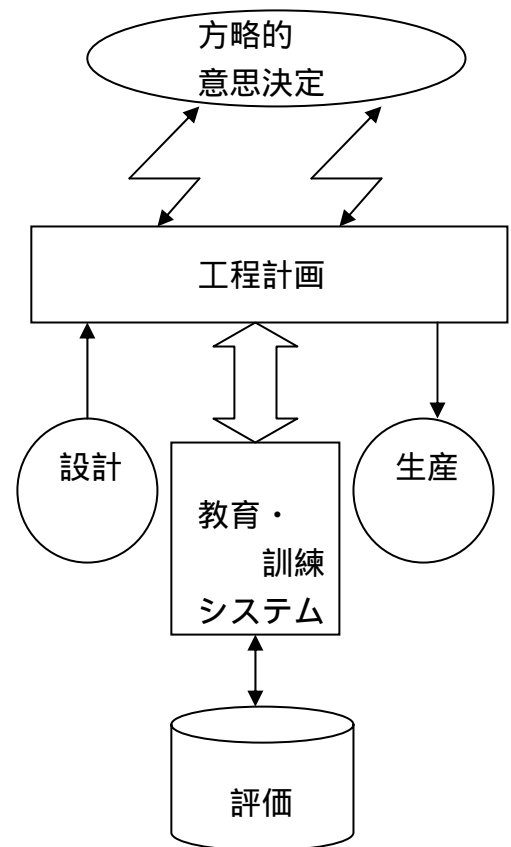 方略的
意思決定
工程計画
設計
生産
教育・
訓練
システム
評価